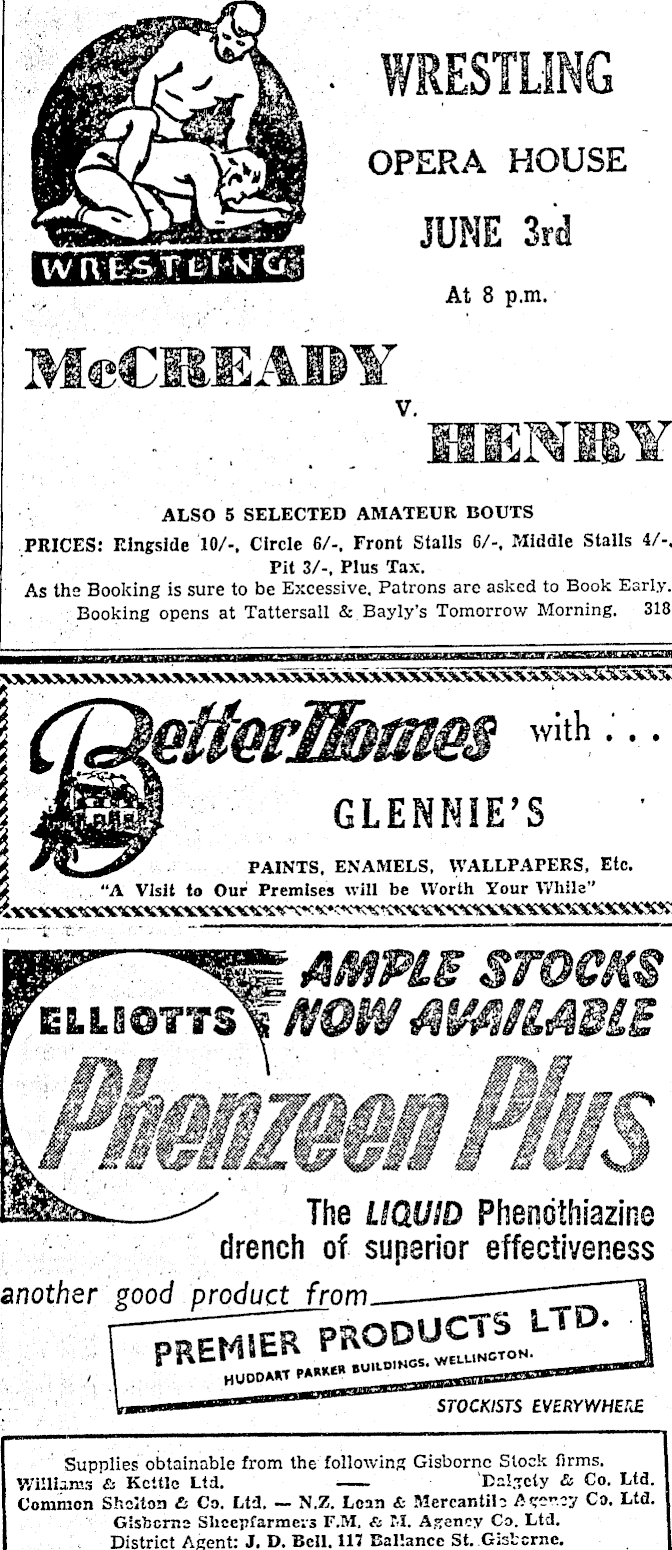 WRESTLING
OPERA HOUSE
JUNE 3rd
At 8 p.m.
WRESTLING
McCREADY
v.
HENRY
ALSO 5 SELECTED AMATEUR BOUTS
PRICES: Ringside 10/-, Circle 6/-, Front Stalls 6/-, Middle Stalls 4/-,
Pit 3/-, Plus Tax.
As the Booking is sure to be Excessive, Patrons are asked to Book Early.
Booking opens at Tattersall & Bayly's Tomorrow Morning. 318
Better Homes with . . .
GLENNIE'S
PAINTS, ENAMELS, WALLPAPERS, Etc.
"A Visit to Our Premises will be Worth Your While"
AMPLE STOCKS
ELLIOTTS NOW AVAILABLE
Phenzeen Plus
The LIQUID Phenothiazine
drench of superior effectiveness
another good product from
PREMIER PRODUCTS LTD.
HUDDART PARKER BUILDINGS, WELLINGTON.
STOCKISTS EVERYWHERE
Supplies obtainable from the following Gisborne Stock firms.
Williams & Kettle Ltd. — Dalgety & Co. Ltd.
Common Shelton & Co. Ltd. — N.Z. Loan & Mercantile Agency Co. Ltd.
Gisborne Sheepfarmers F.M. & M. Agency Co. Ltd.
District Agent: J. D. Bell, 117 Ballance St. Gisborne.